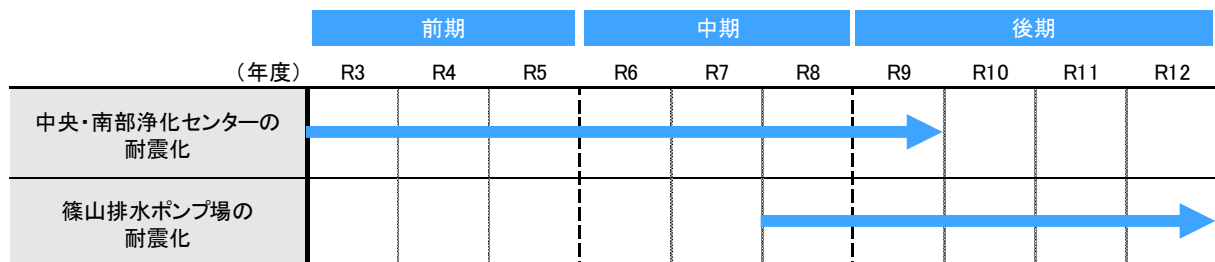 前期 中期 後期
（年度） R3 R4 R5 R6 R7 R8 R9 R10 R11 R12
中央・南部浄化センターの
耐震化
篠山排水ポンプ場の
耐震化